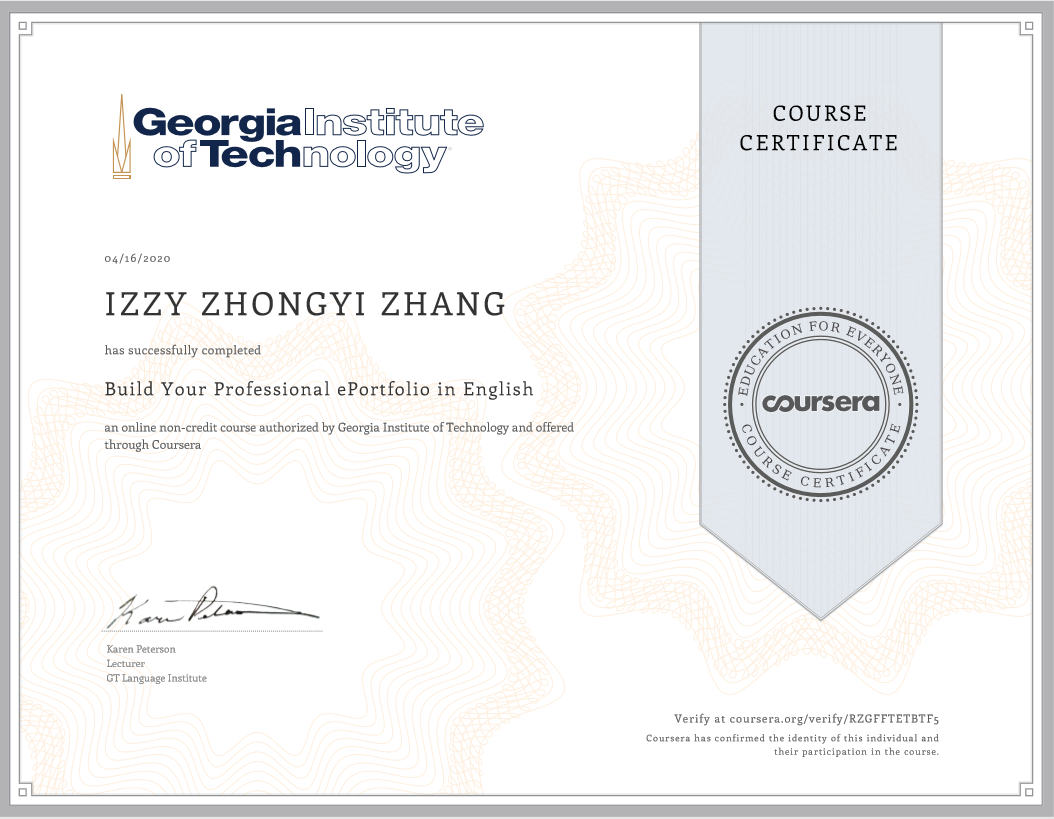 Georgia Institute
of Technology
COURSE
CERTIFICATE
04/16/2020
IZZY ZHONGYI ZHANG
has successfully completed
Build Your Professional ePortfolio in English
an online non-credit course authorized by Georgia Institute of Technology and offered
through Coursera
EDUCATION FOR EVERYONE
coursera
COURSE CERTIFICATE
Karen Peterson
Karen Peterson
Lecturer
GT Language Institute
Verify at coursera.org/verify/RZGFFTETBTF5
Coursera has confirmed the identity of this individual and
their participation in the course.